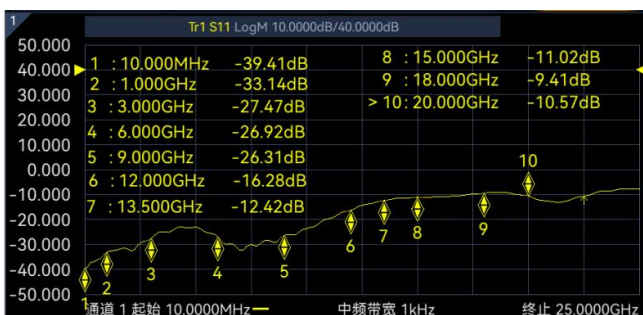 1
Tr1 S11 LogM 10.0000dB/40.0000dB
50.000
40.000
30.000
20.000
10.000
0.000
-10.000
-20.000
-30.000
-40.000
-50.000
1 : 10.000MHz -39.41dB
2 : 1.000GHz -33.14dB
3 : 3.000GHz -27.47dB
4 : 6.000GHz -26.92dB
5 : 9.000GHz -26.31dB
6 : 12.000GHz -16.28dB
7 : 13.500GHz -12.42dB
8 : 15.000GHz -11.02dB
9 : 18.000GHz -9.41dB
> 10 : 20.000GHz -10.57dB
1
2
3
4
5
6
7
8
9
10
通道 1 起始 10.0000MHz 中频带宽 1kHz 终止 25.0000GHz